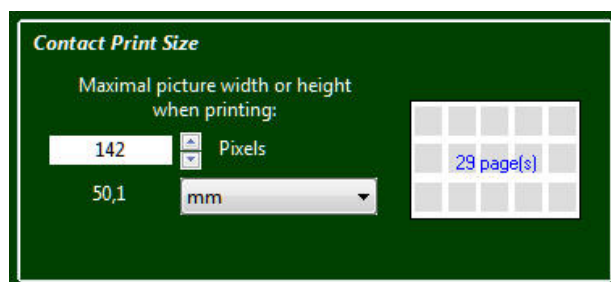 Contact Print Size
Maximal picture width or height
when printing:
142 Pixels
29 page(s)
50,1 mm